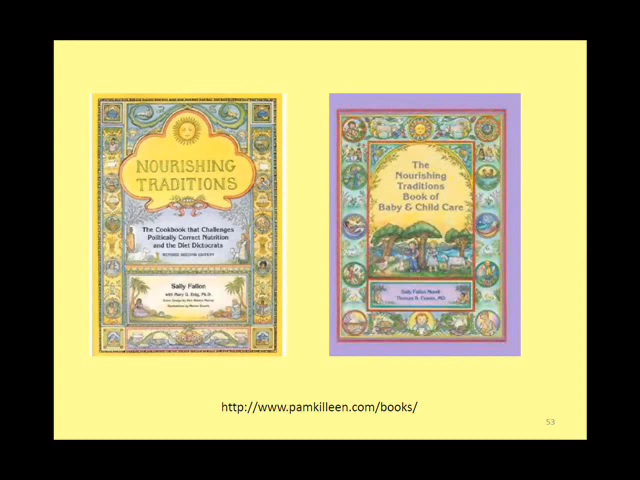 NOURISHING
TRADITIONS
The Cookbook that Challenges
Politically Correct Nutrition
and the Diet Dictocrats
REVISED SECOND EDITION
Sally Fallon
with Mary G. Enig, Ph.D.
The
Nourishing
Traditions
Book of
Baby & Child Care
Sally Fallon Morell
Thomas S. Cowan, MD
http://www.pamkilleen.com/books/
53